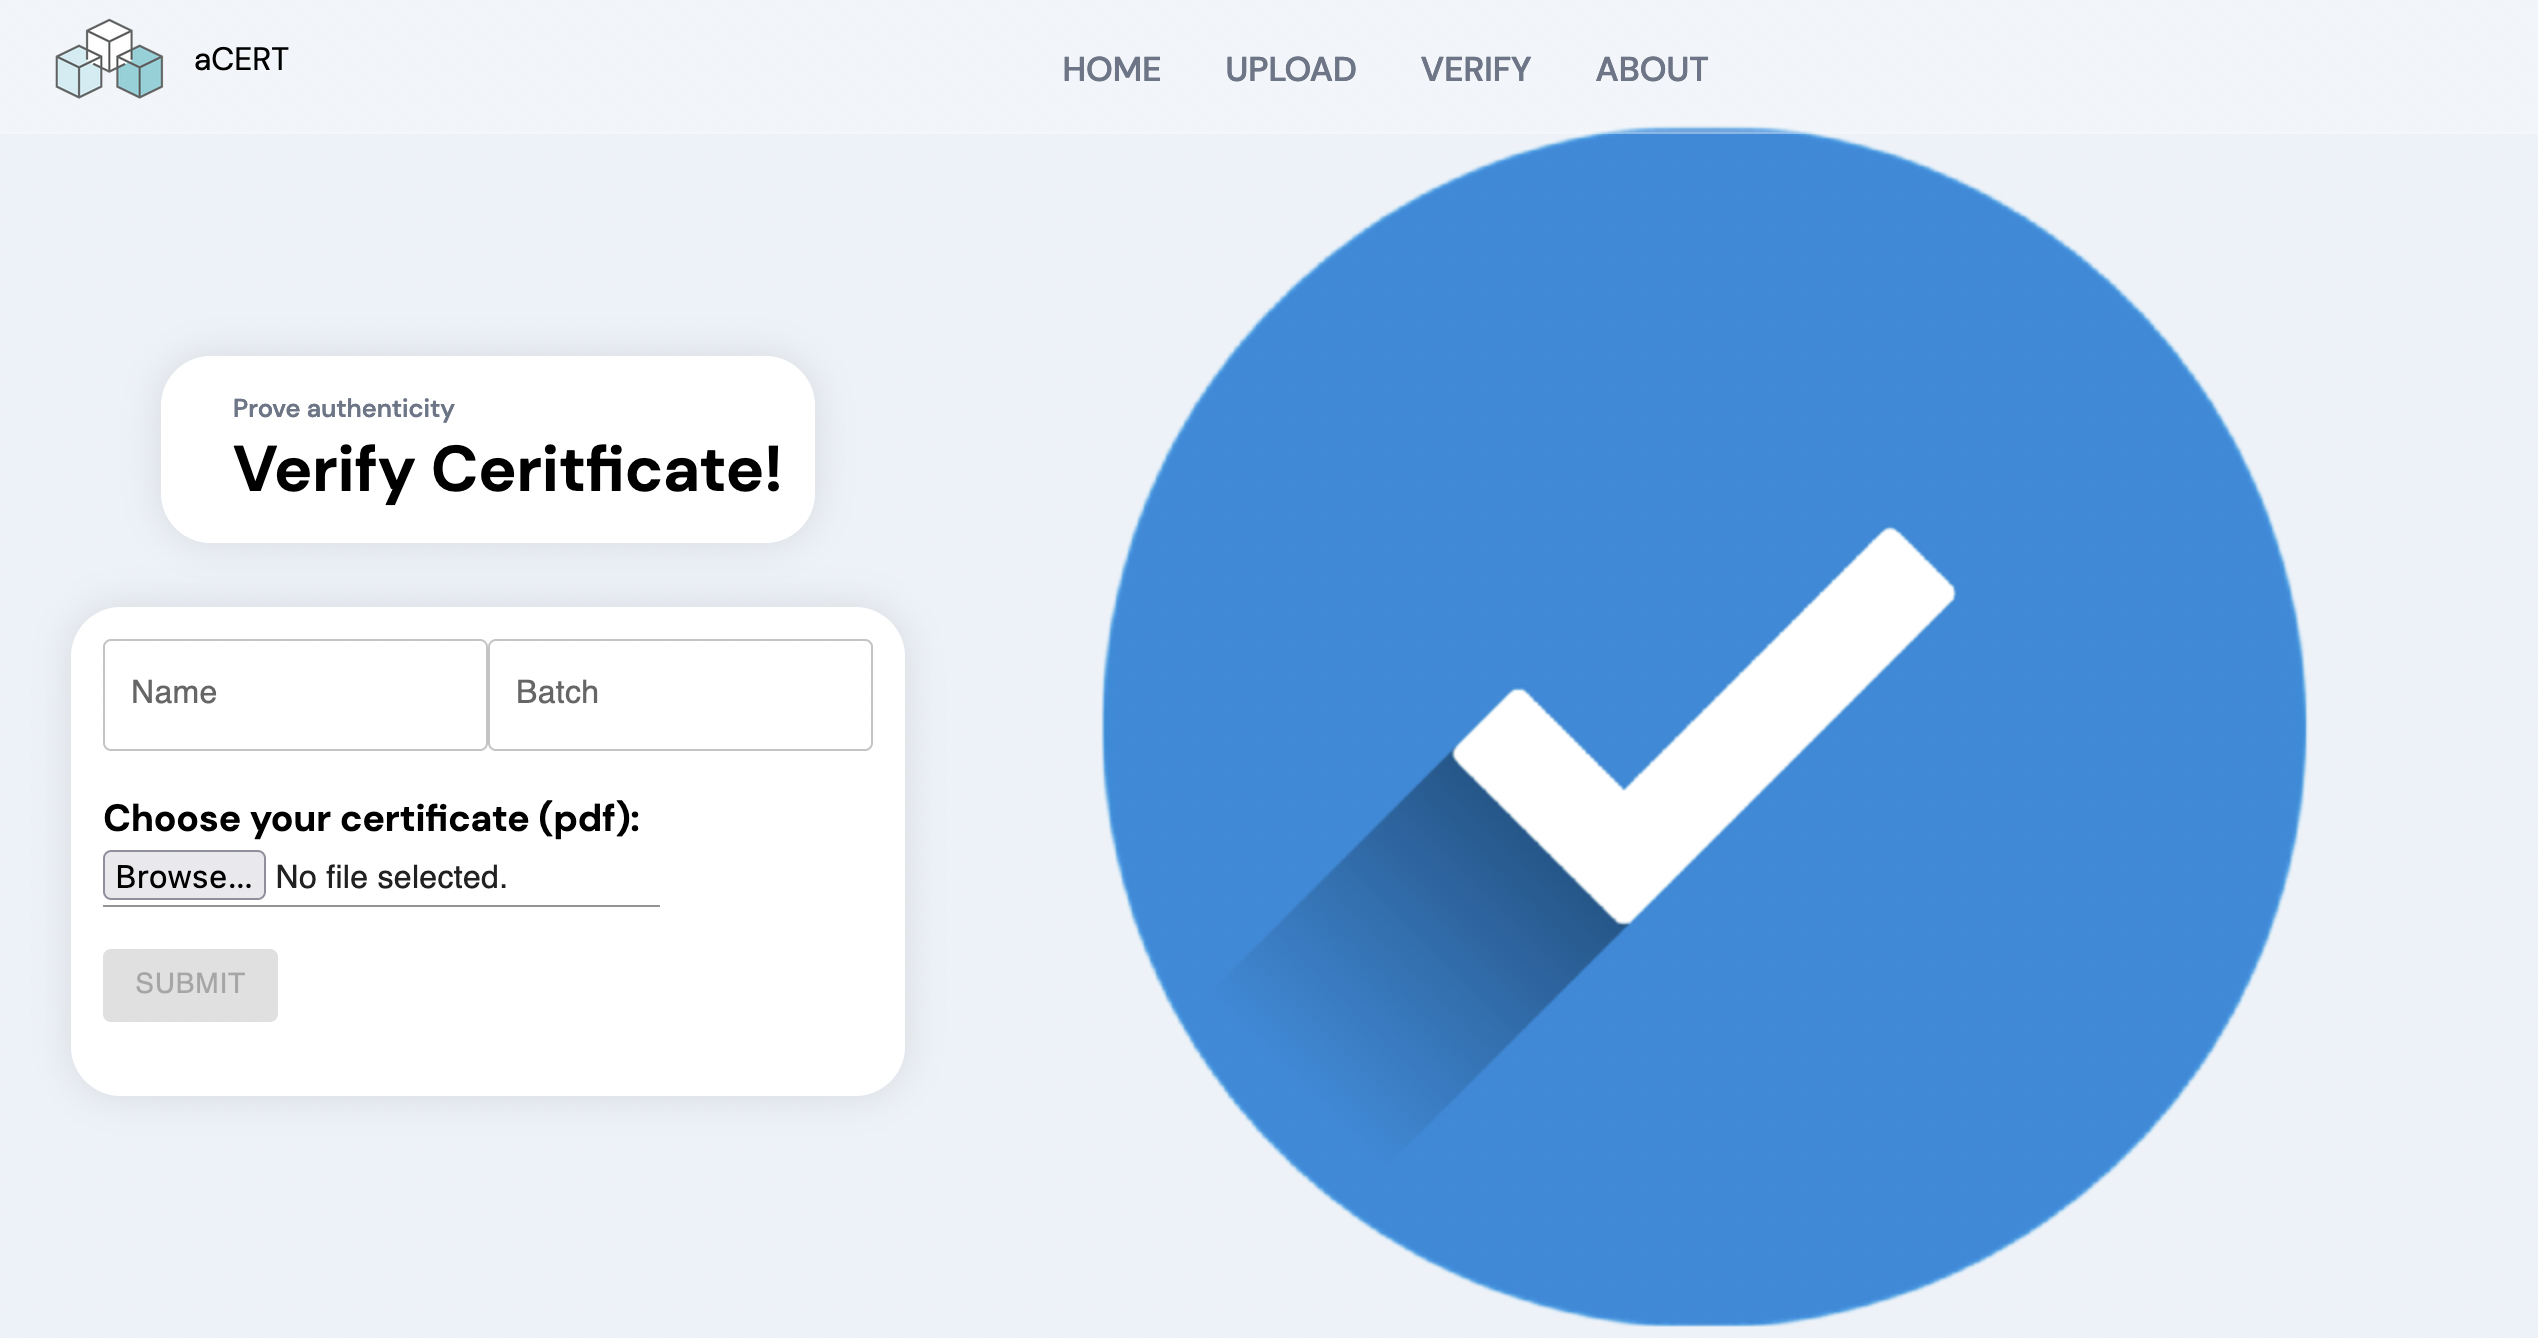 aCERT
HOME UPLOAD VERIFY ABOUT
Prove authenticity
Verify Ceritficate!
Name Batch
Choose your certificate (pdf):
Browse... No file selected.
SUBMIT